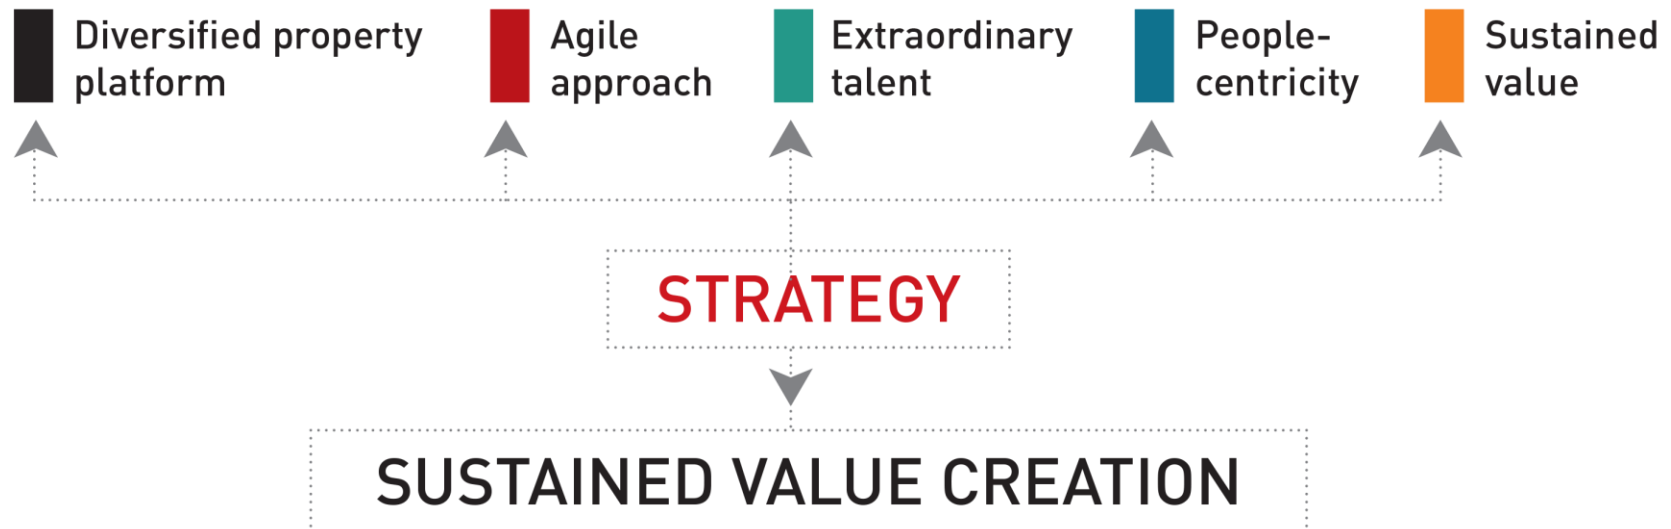 Diversified property
platform
Agile
approach
Extraordinary
talent
People-
centricity
Sustained
value
STRATEGY
SUSTAINED VALUE CREATION